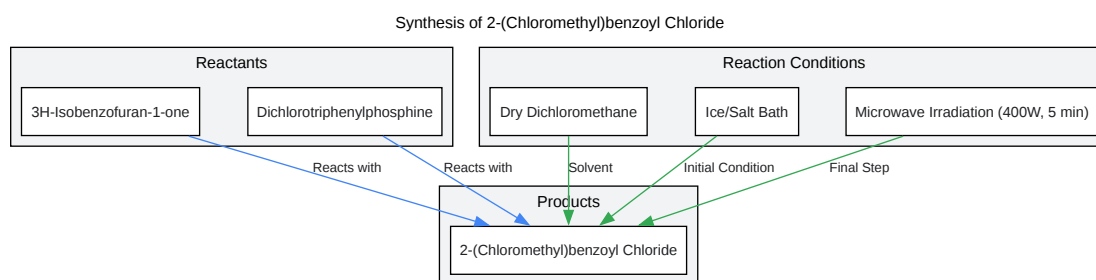 Synthesis of 2-(Chloromethyl)benzoyl Chloride
Reactants
Reaction Conditions
3H-Isobenzofuran-1-one
Dichlorotriphenylphosphine
Dry Dichloromethane
Ice/Salt Bath
Microwave Irradiation (400W, 5 min)
Reacts with
Reacts with
Solvent
Initial Condition
Final Step
Products
2-(Chloromethyl)benzoyl Chloride